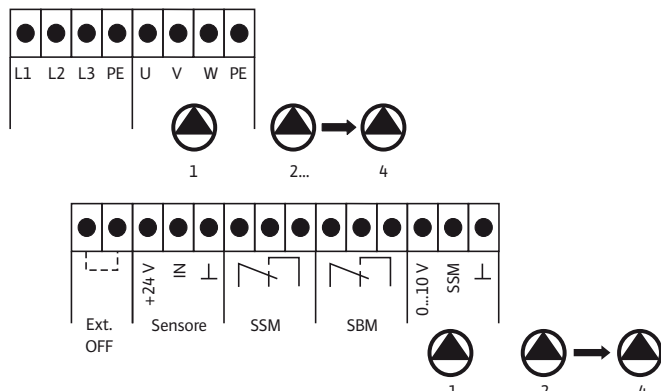 L1 L2 L3 PE U V W PE
1 2... 4
+24 V IN ⊥ 0...10 V SSM ⊥
Ext. OFF
Sensore
SSM
SBM
1 4